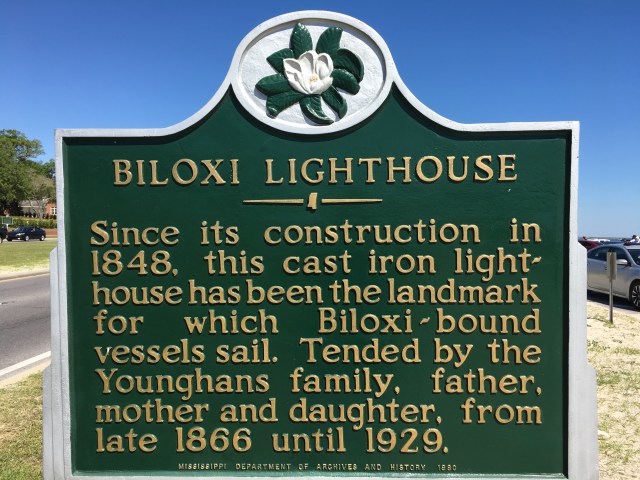 BILOXI LIGHTHOUSE
Since its construction in
1848, this cast iron light-
house has been the landmark
for which Biloxi-bound
vessels sail. Tended by the
Younghans family, father,
mother and daughter, from
late 1866 until 1929.
MISSISSIPPI DEPARTMENT OF ARCHIVES AND HISTORY 1980